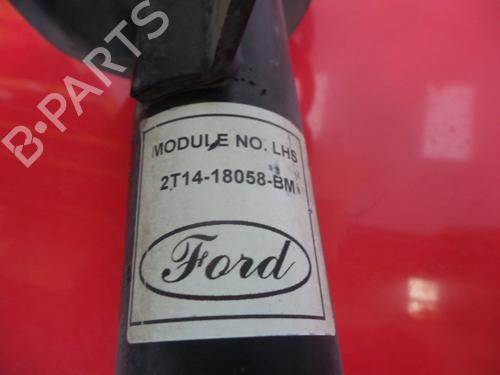 B-PARTS
MODULE NO. LHS
2T14-18058-BM
Ford